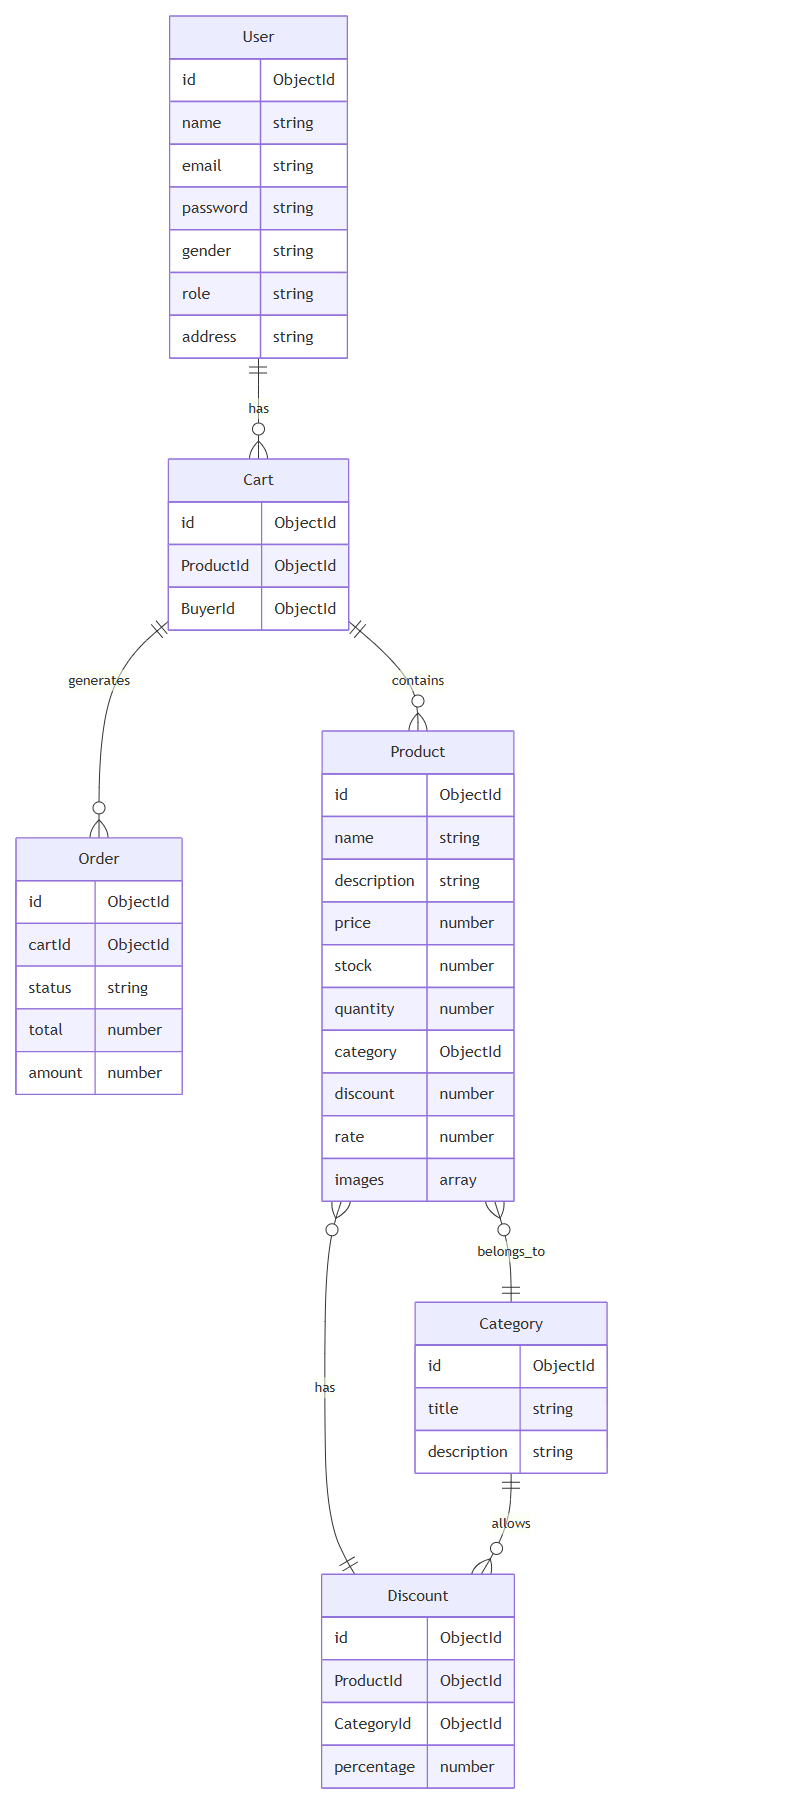 User
id ObjectId
name string
email string
password string
gender string
role string
address string
has
Cart
id ObjectId
ProductId ObjectId
BuyerId ObjectId
generates
contains
Product
id ObjectId
name string
description string
price number
stock number
quantity number
category ObjectId
discount number
rate number
images array
Order
id ObjectId
cartId ObjectId
status string
total number
amount number
belongs_to
Category
id ObjectId
title string
description string
has
allows
Discount
id ObjectId
ProductId ObjectId
CategoryId ObjectId
percentage number